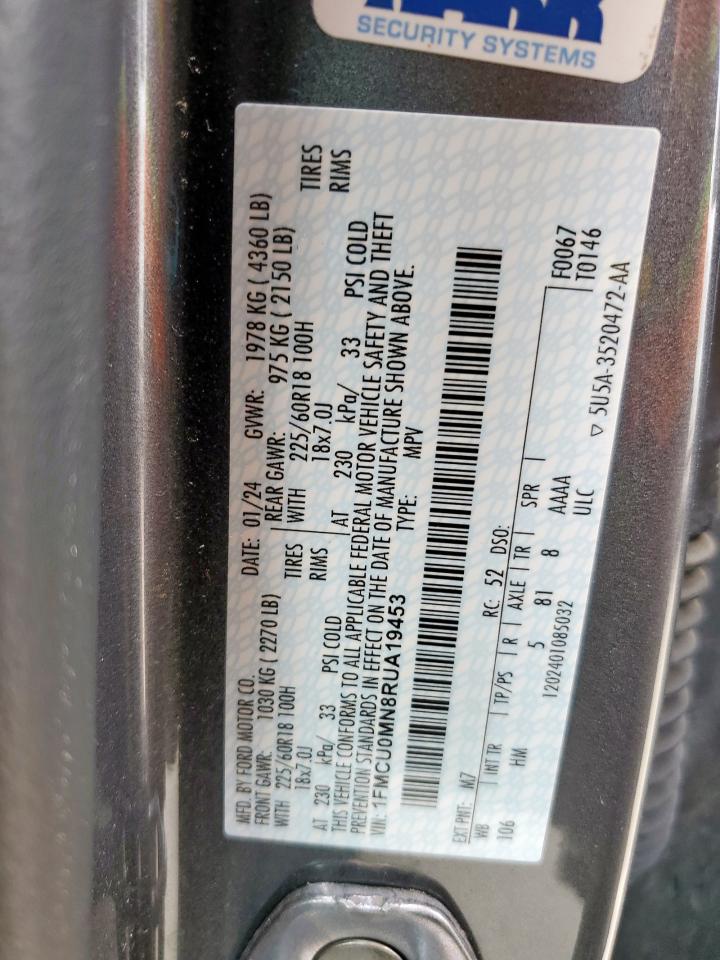 SECURITY SYSTEMS
MFD. BY FORD MOTOR CO.
DATE: 01/24 GVWR: 1978 KG ( 4360 LB)
FRONT GAWR: 1030 KG ( 2270 LB) REAR GAWR: 975 KG ( 2150 LB)
WITH 225/60R18 100H TIRES WITH 225/60R18 100H TIRES
18x7.0J RIMS 18x7.0J RIMS
AT 230 kPa/ 33 PSI COLD AT 230 kPa/ 33 PSI COLD
THIS VEHICLE CONFORMS TO ALL APPLICABLE FEDERAL MOTOR VEHICLE SAFETY AND THEFT
PREVENTION STANDARDS IN EFFECT ON THE DATE OF MANUFACTURE SHOWN ABOVE.
VIN: 1FMCU0MN8RUA19453 TYPE: MPV
EXT PNT: M7 RC: 52 DSO:
WB INT TR TP/PS R AXLE TR SPR F0067
106 HM 5 81 8 AAAA T0146
1202401085032 ULC
▽ 5U5A-3520472-AA